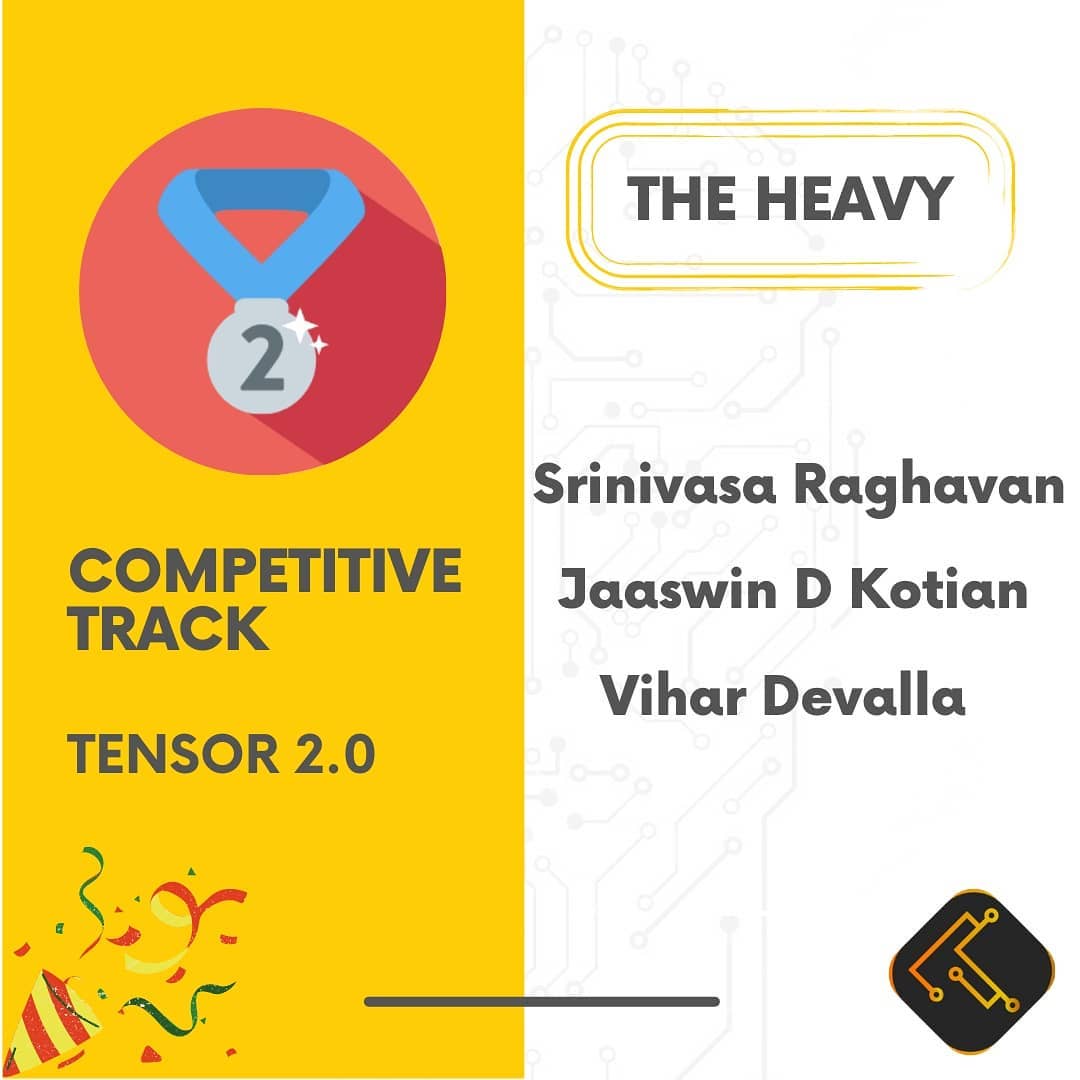 2
COMPETITIVE
TRACK
TENSOR 2.0
THE HEAVY
Srinivasa Raghavan
Jaaswin D Kotian
Vihar Devalla